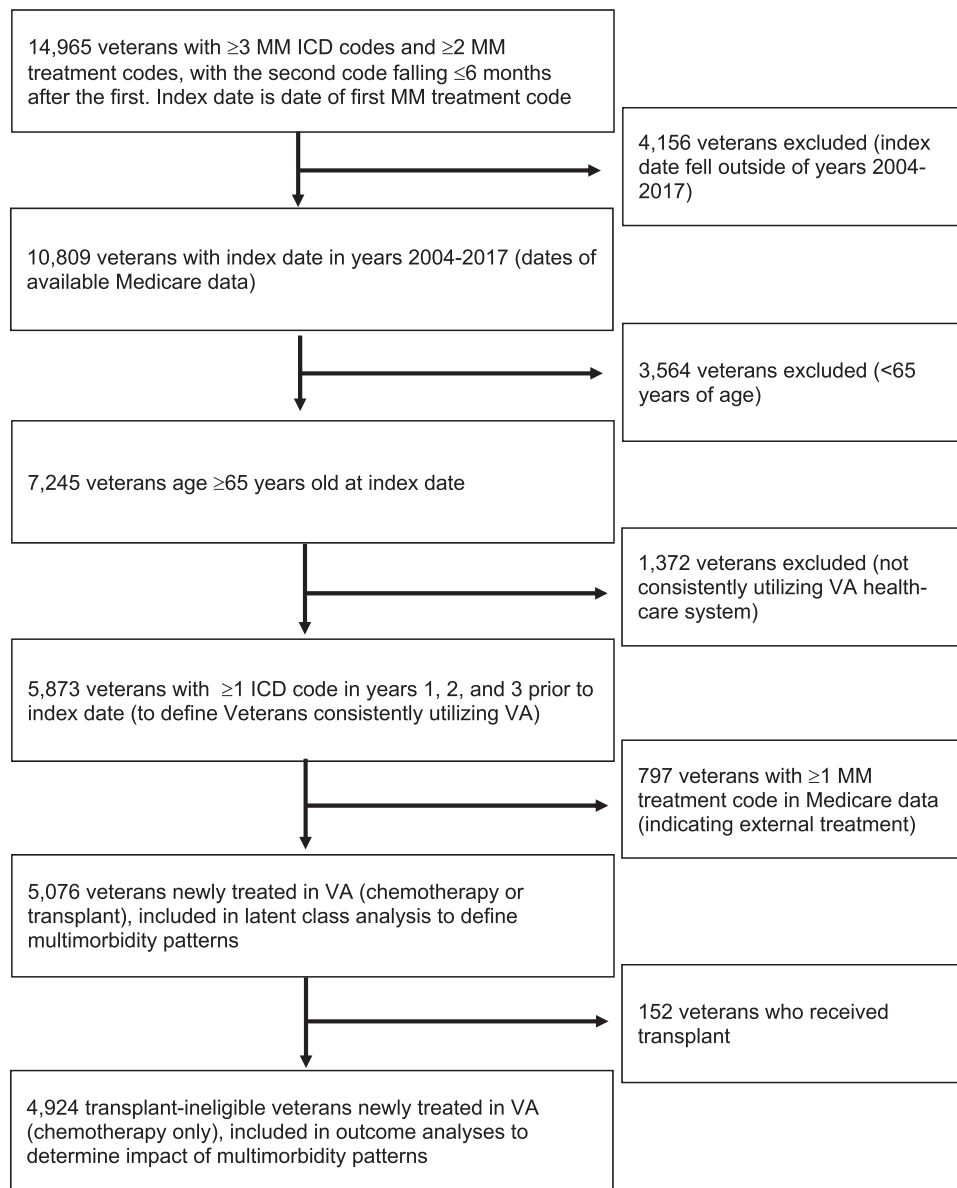 14,965 veterans with ≥3 MM ICD codes and ≥2 MM
treatment codes, with the second code falling ≤6 months
after the first. Index date is date of first MM treatment code
4,156 veterans excluded (index
date fell outside of years 2004-
2017)
10,809 veterans with index date in years 2004-2017 (dates of
available Medicare data)
3,564 veterans excluded (<65
years of age)
7,245 veterans age ≥65 years old at index date
1,372 veterans excluded (not
consistently utilizing VA health-
care system)
5,873 veterans with ≥1 ICD code in years 1, 2, and 3 prior to
index date (to define Veterans consistently utilizing VA)
797 veterans with ≥1 MM
treatment code in Medicare data
(indicating external treatment)
5,076 veterans newly treated in VA (chemotherapy or
transplant), included in latent class analysis to define
multimorbidity patterns
152 veterans who received
transplant
4,924 transplant-ineligible veterans newly treated in VA
(chemotherapy only), included in outcome analyses to
determine impact of multimorbidity patterns